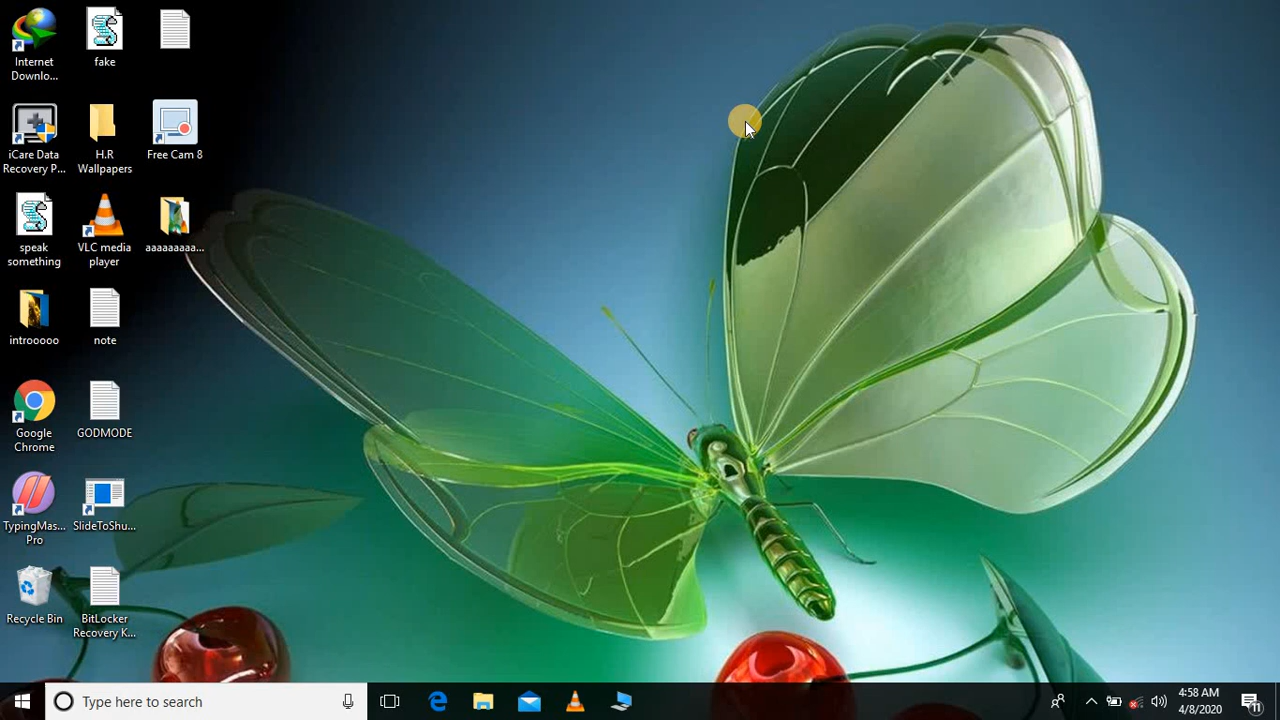 Internet
Downlo...
fake
iCare Data
Recovery P...
H.R
Wallpapers
Free Cam 8
speak
something
VLC media
player
aaaaaaaaa...
introoooo
note
Google
Chrome
GODMODE
TypingMas...
Pro
SlideToShu...
Recycle Bin
BitLocker
Recovery K...
Type here to search
4:58 AM
4/8/2020
11